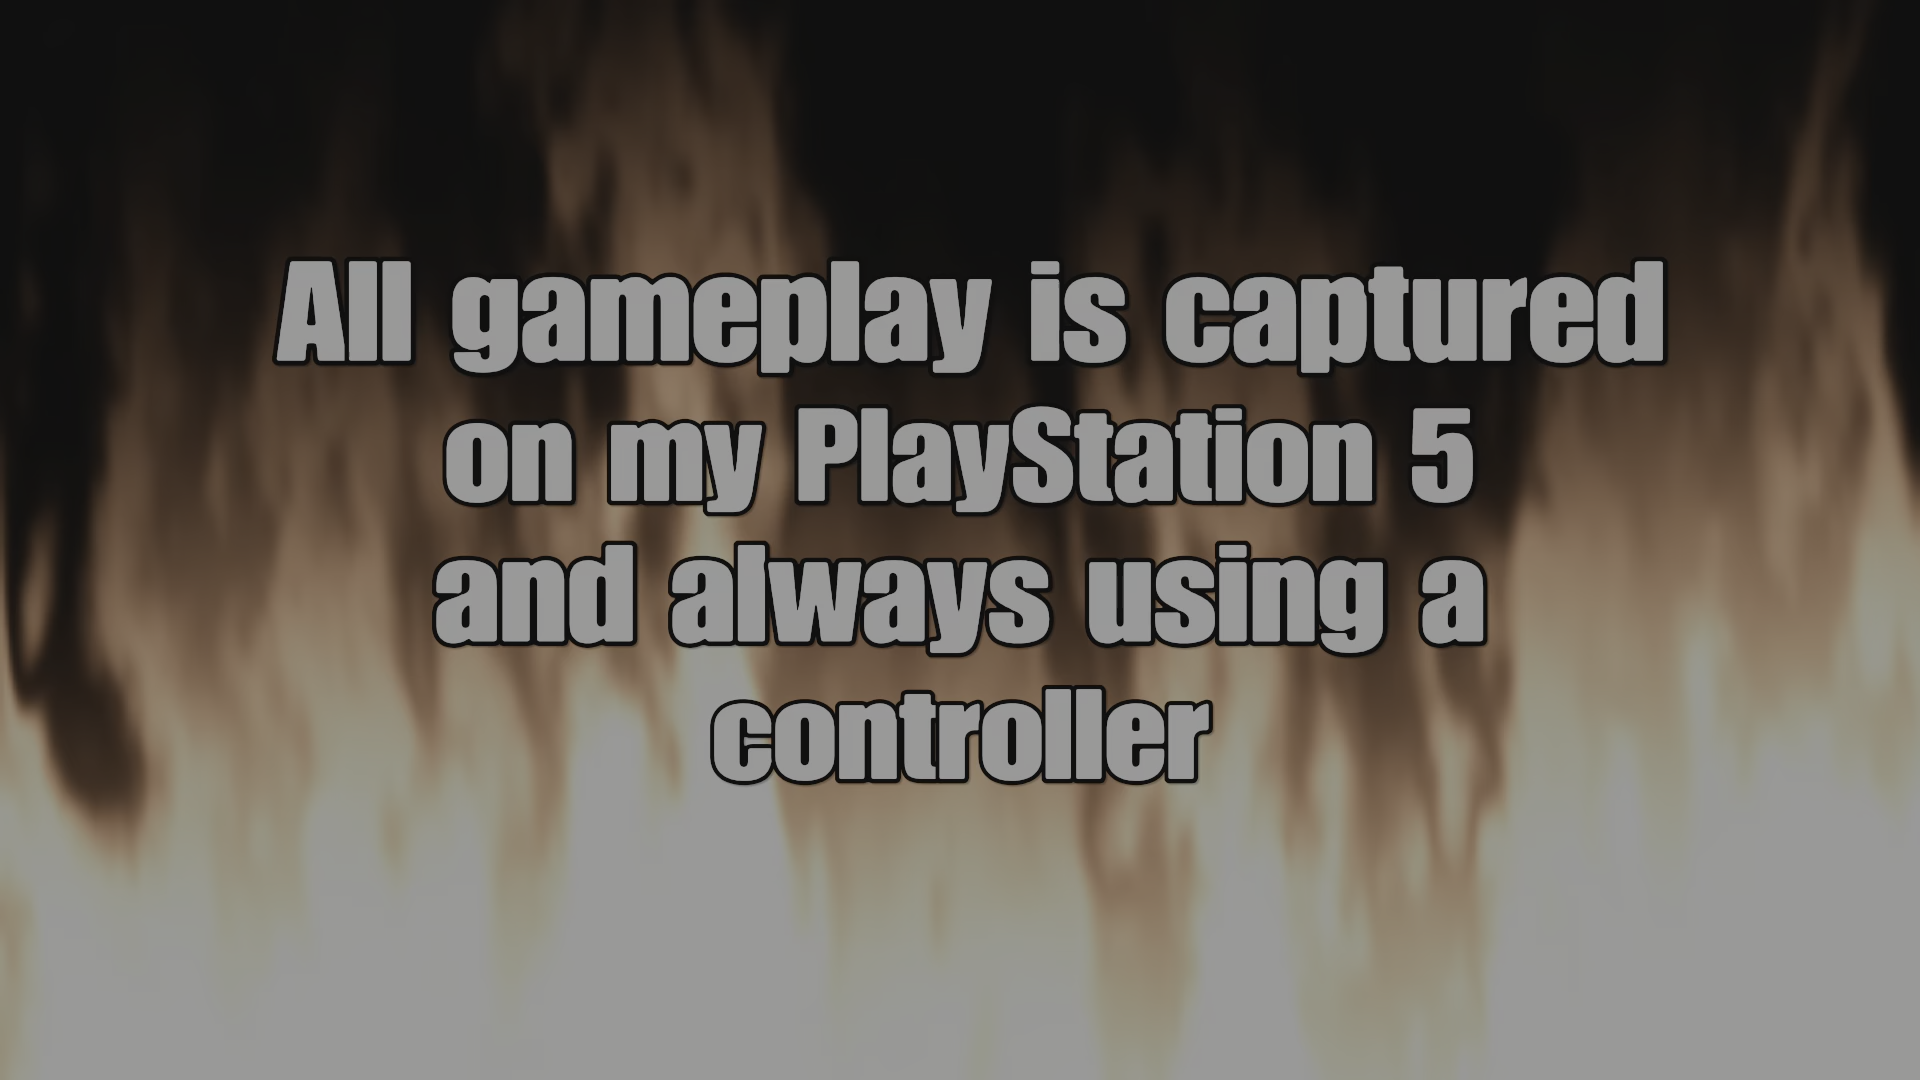 All gameplay is captured
on my PlayStation 5
and always using a
controller